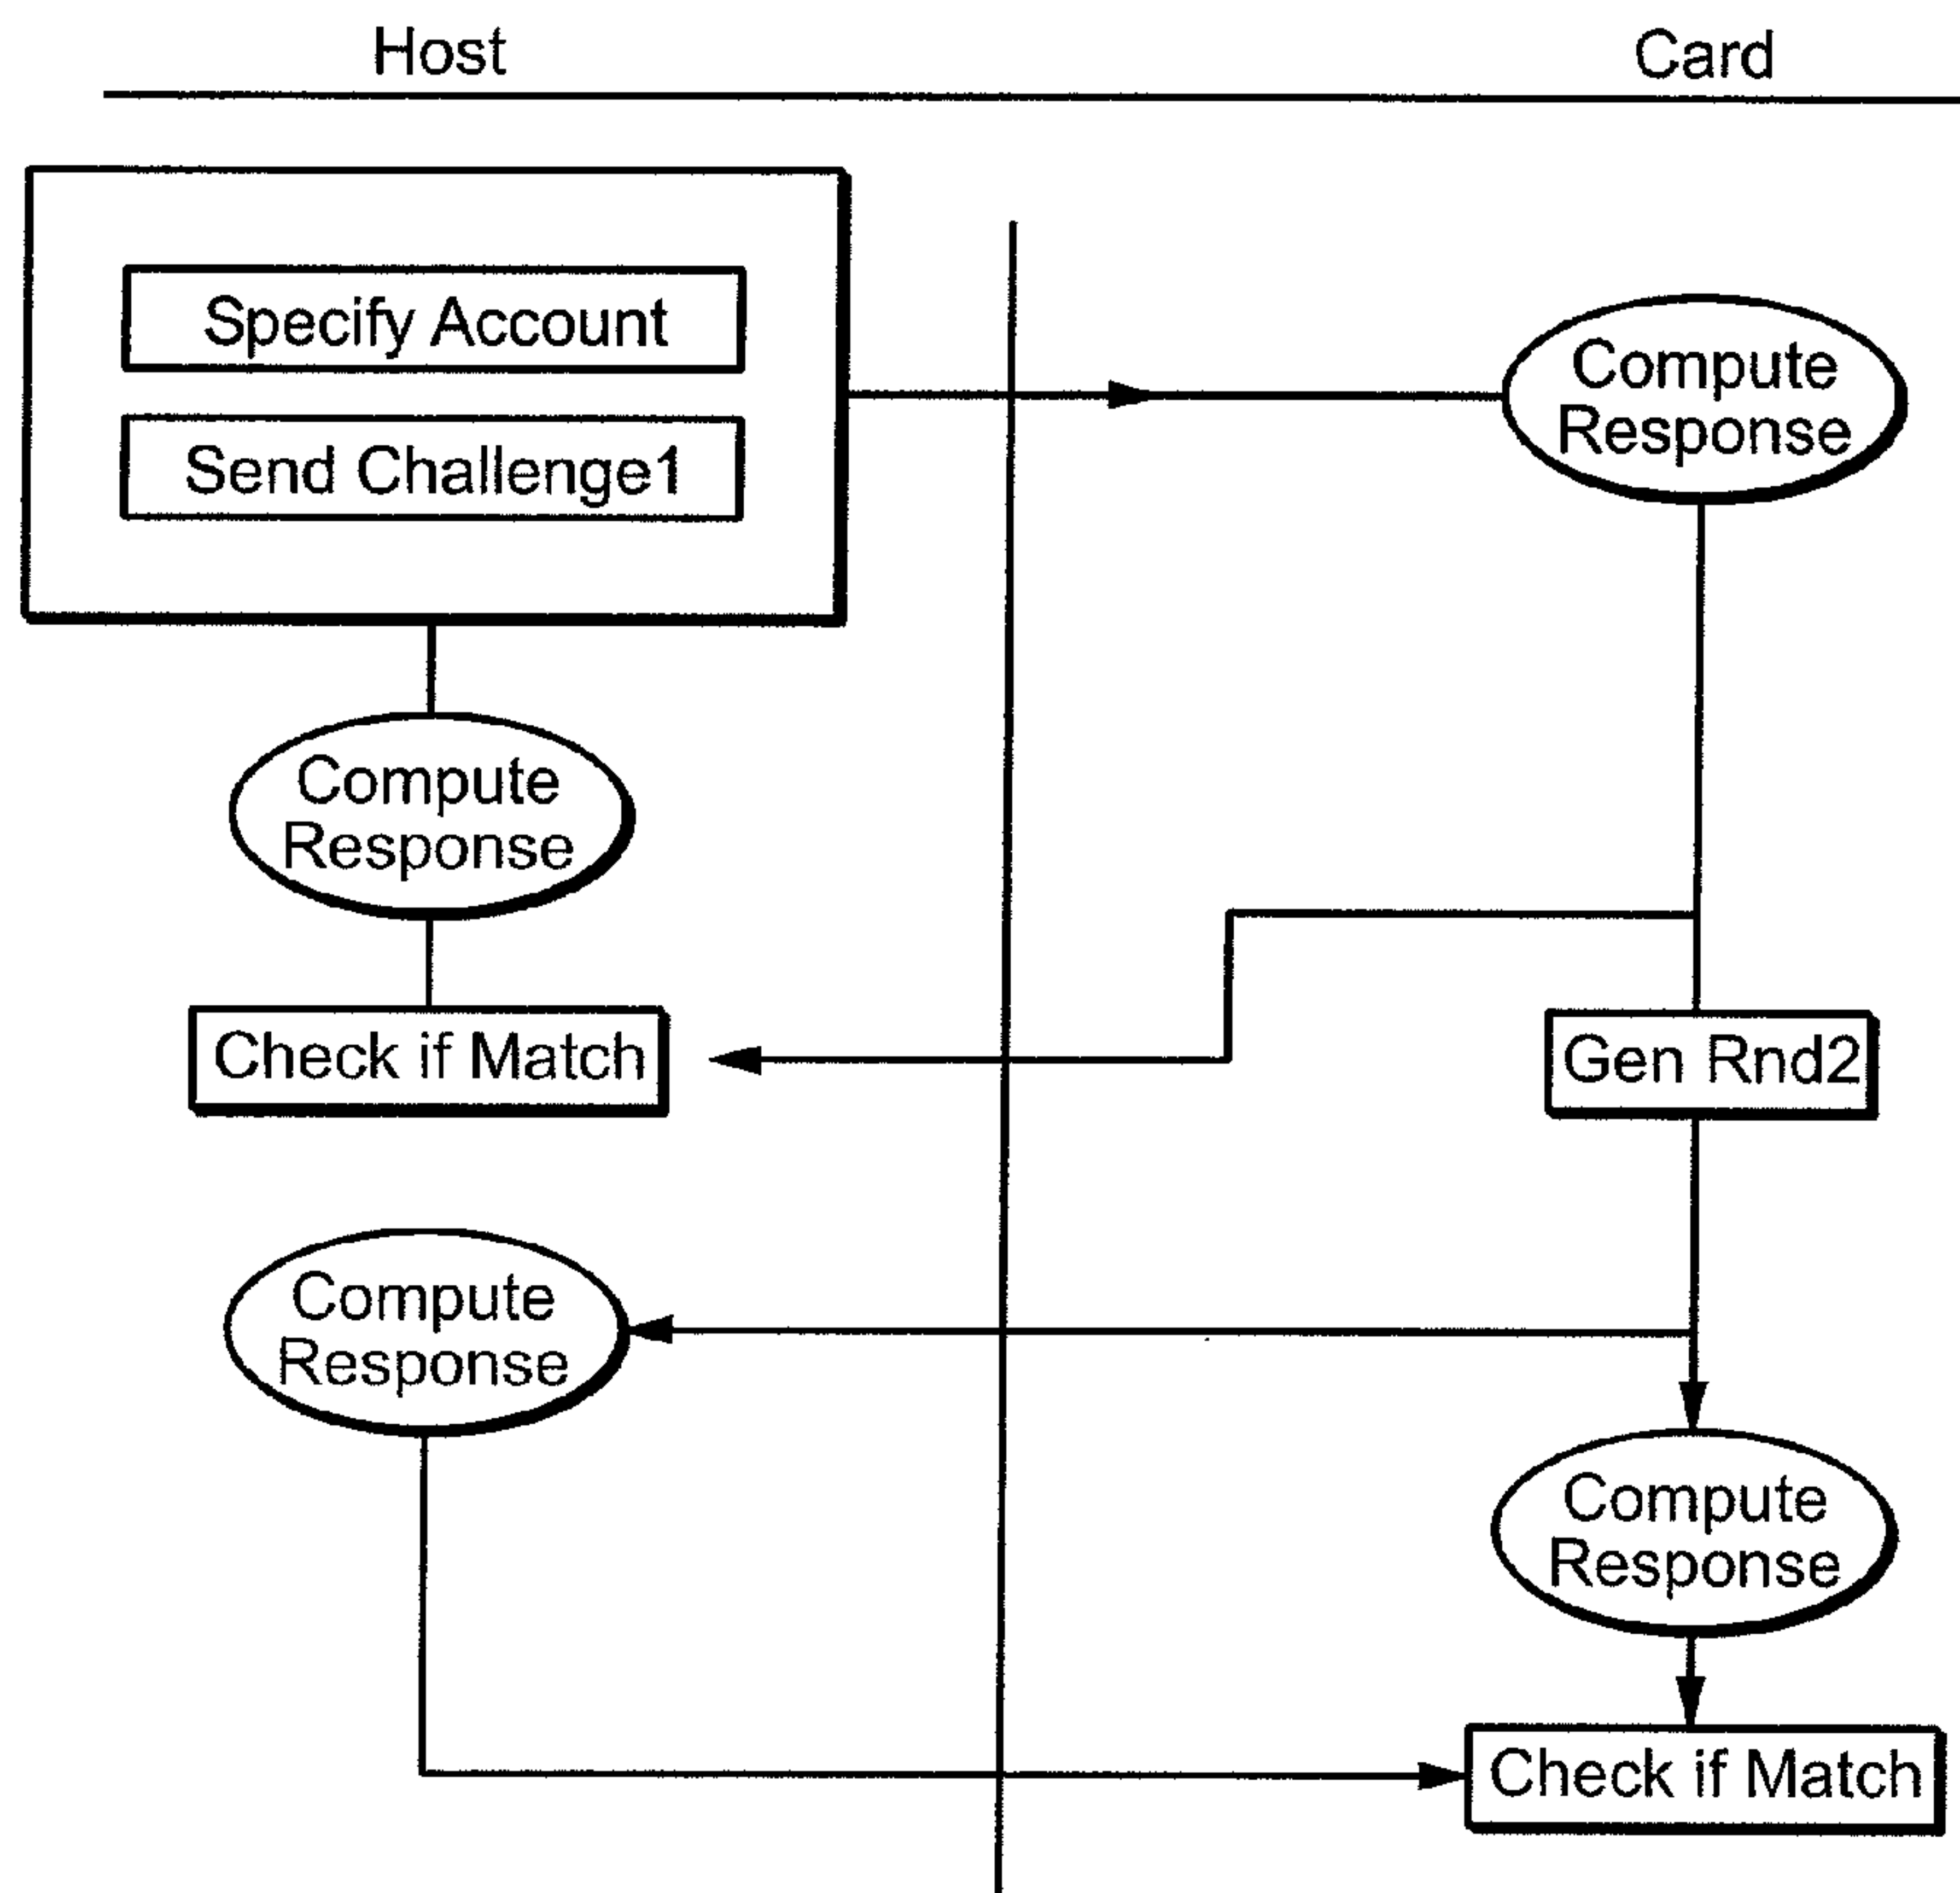 Host
Card
Specify Account
Send Challenge1
Compute
Response
Compute
Response
Check if Match
Gen Rnd2
Compute
Response
Compute
Response
Check if Match